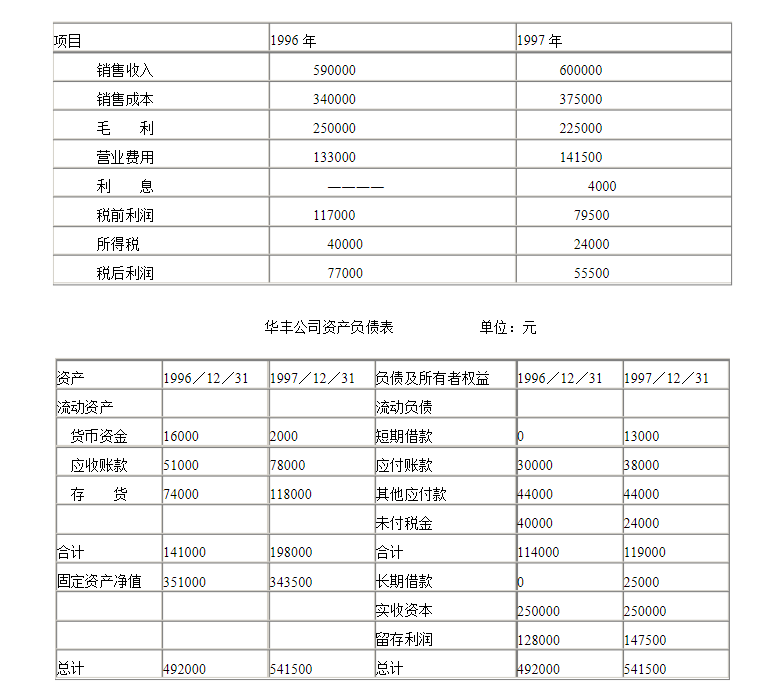 项目 1996 年 1997 年
销售收入 590000 600000
销售成本 340000 375000
毛 利 250000 225000
营业费用 133000 141500
利 息 ———— 4000
税前利润 117000 79500
所得税 40000 24000
税后利润 77000 55500
华丰公司资产负债表 单位：元
资产 1996／12／31 1997／12／31 负债及所有者权益 1996／12／31 1997／12／31
流动资产 流动负债
货币资金 16000 2000 短期借款 0 13000
应收账款 51000 78000 应付账款 30000 38000
存 货 74000 118000 其他应付款 44000 44000
未付税金 40000 24000
合计 141000 198000 合计 114000 119000
固定资产净值 351000 343500 长期借款 0 25000
实收资本 250000 250000
留存利润 128000 147500
总计 492000 541500 总计 492000 541500